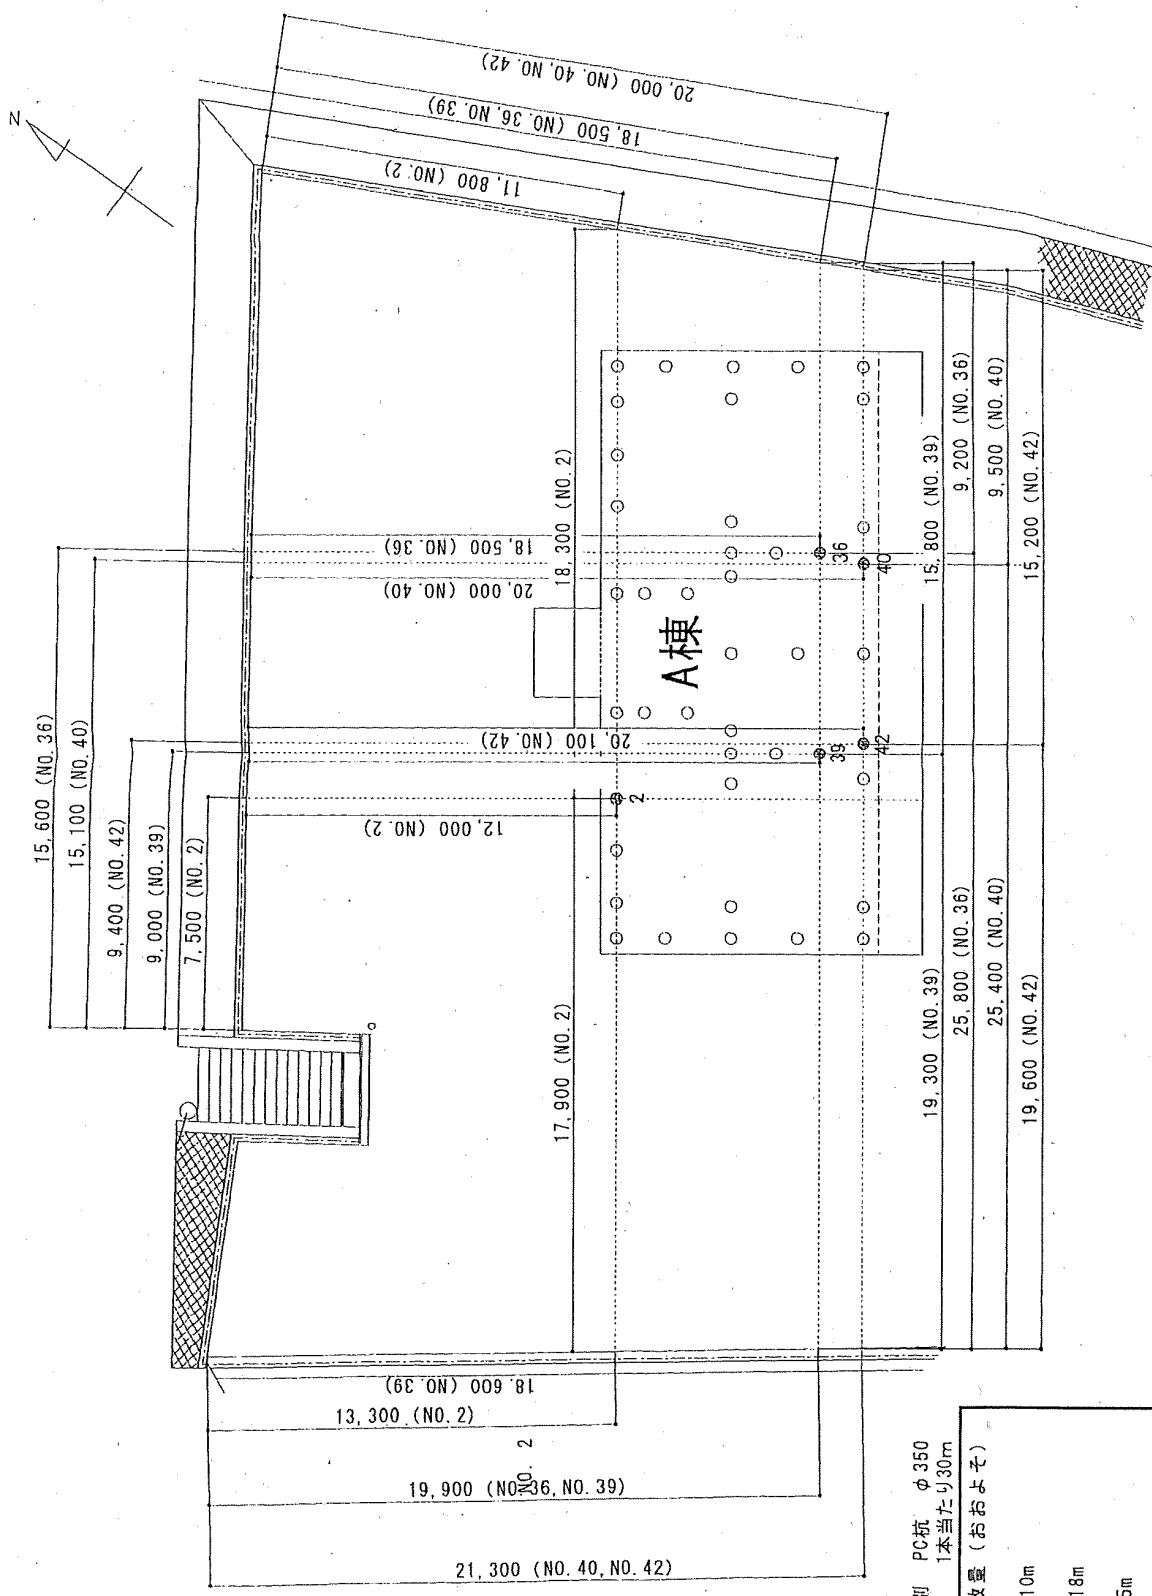 N
20,000 (NO.40,NO.42)
18,500 (NO.36,NO.39)
11,800 (NO.2)
15,600 (NO.36)
15,100 (NO.40)
9,400 (NO.42)
9,000 (NO.39)
7,500 (NO.2)
18,500 (NO.36)
20,000 (NO.40)
20,100 (NO.42)
12,000 (NO.2)
18,300 (NO.2)
17,900 (NO.2)
A棟
36
40
39
42
2
15,800 (NO.39)
9,200 (NO.36)
9,500 (NO.40)
15,200 (NO.42)
19,300 (NO.39)
25,800 (NO.36)
25,400 (NO.40)
19,600 (NO.42)
18.600 (NO.39)
13,300 (NO.2)
NO. 2
19,900 (NO.36,NO.39)
21,300 (NO.40,NO.42)
PC杭 φ350
1本当たり30m
数量 (おおよそ)
10m
18m
5m